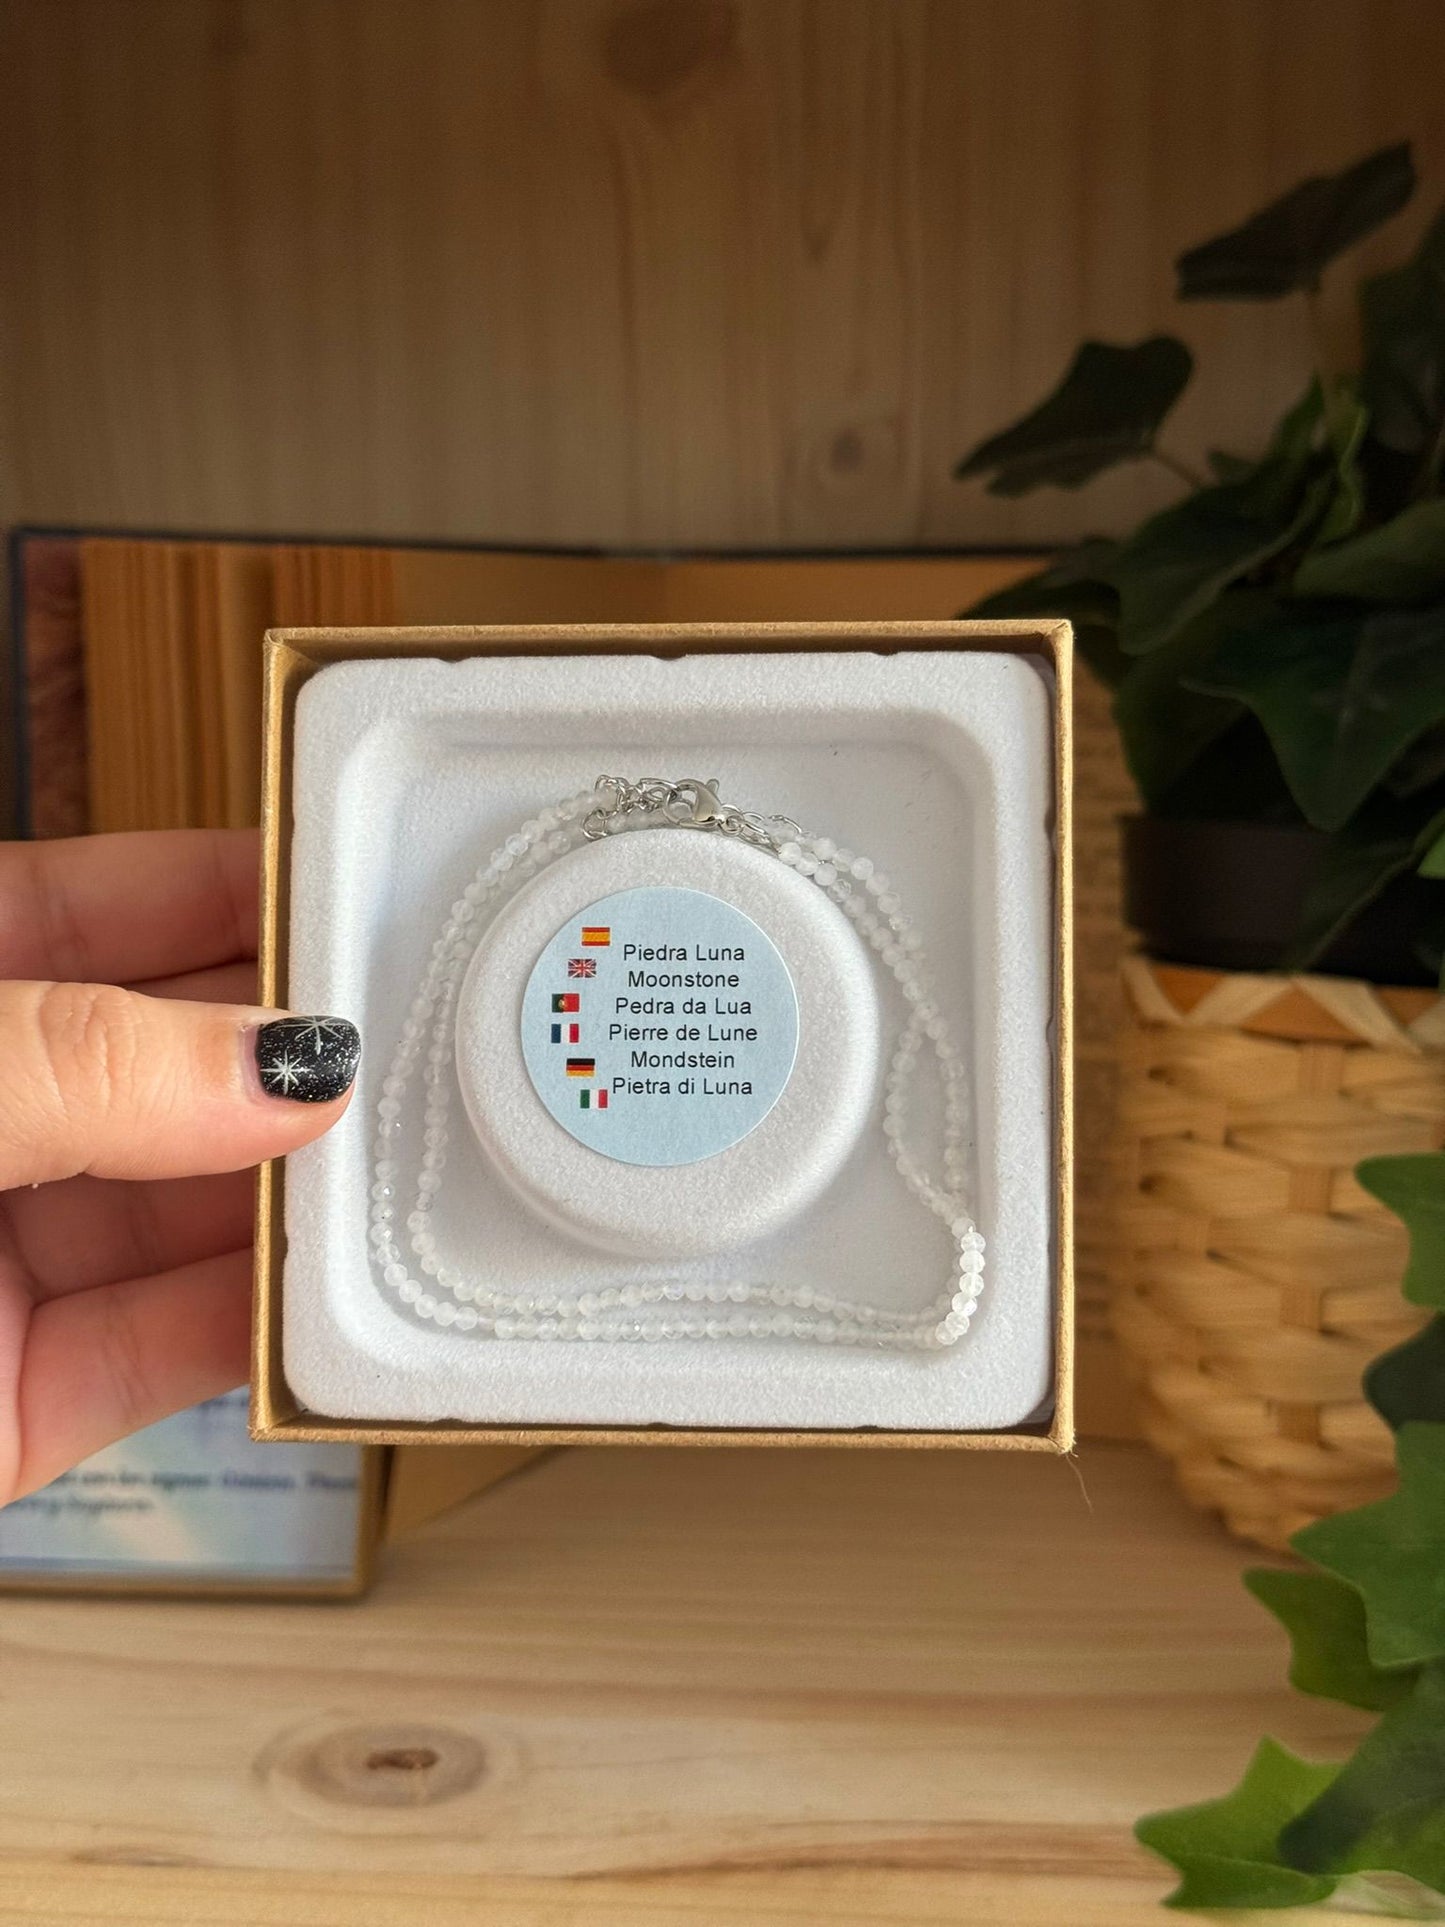 Piedra Luna
Moonstone
Pedra da Lua
Pierre de Lune
Mondstein
Pietra di Luna